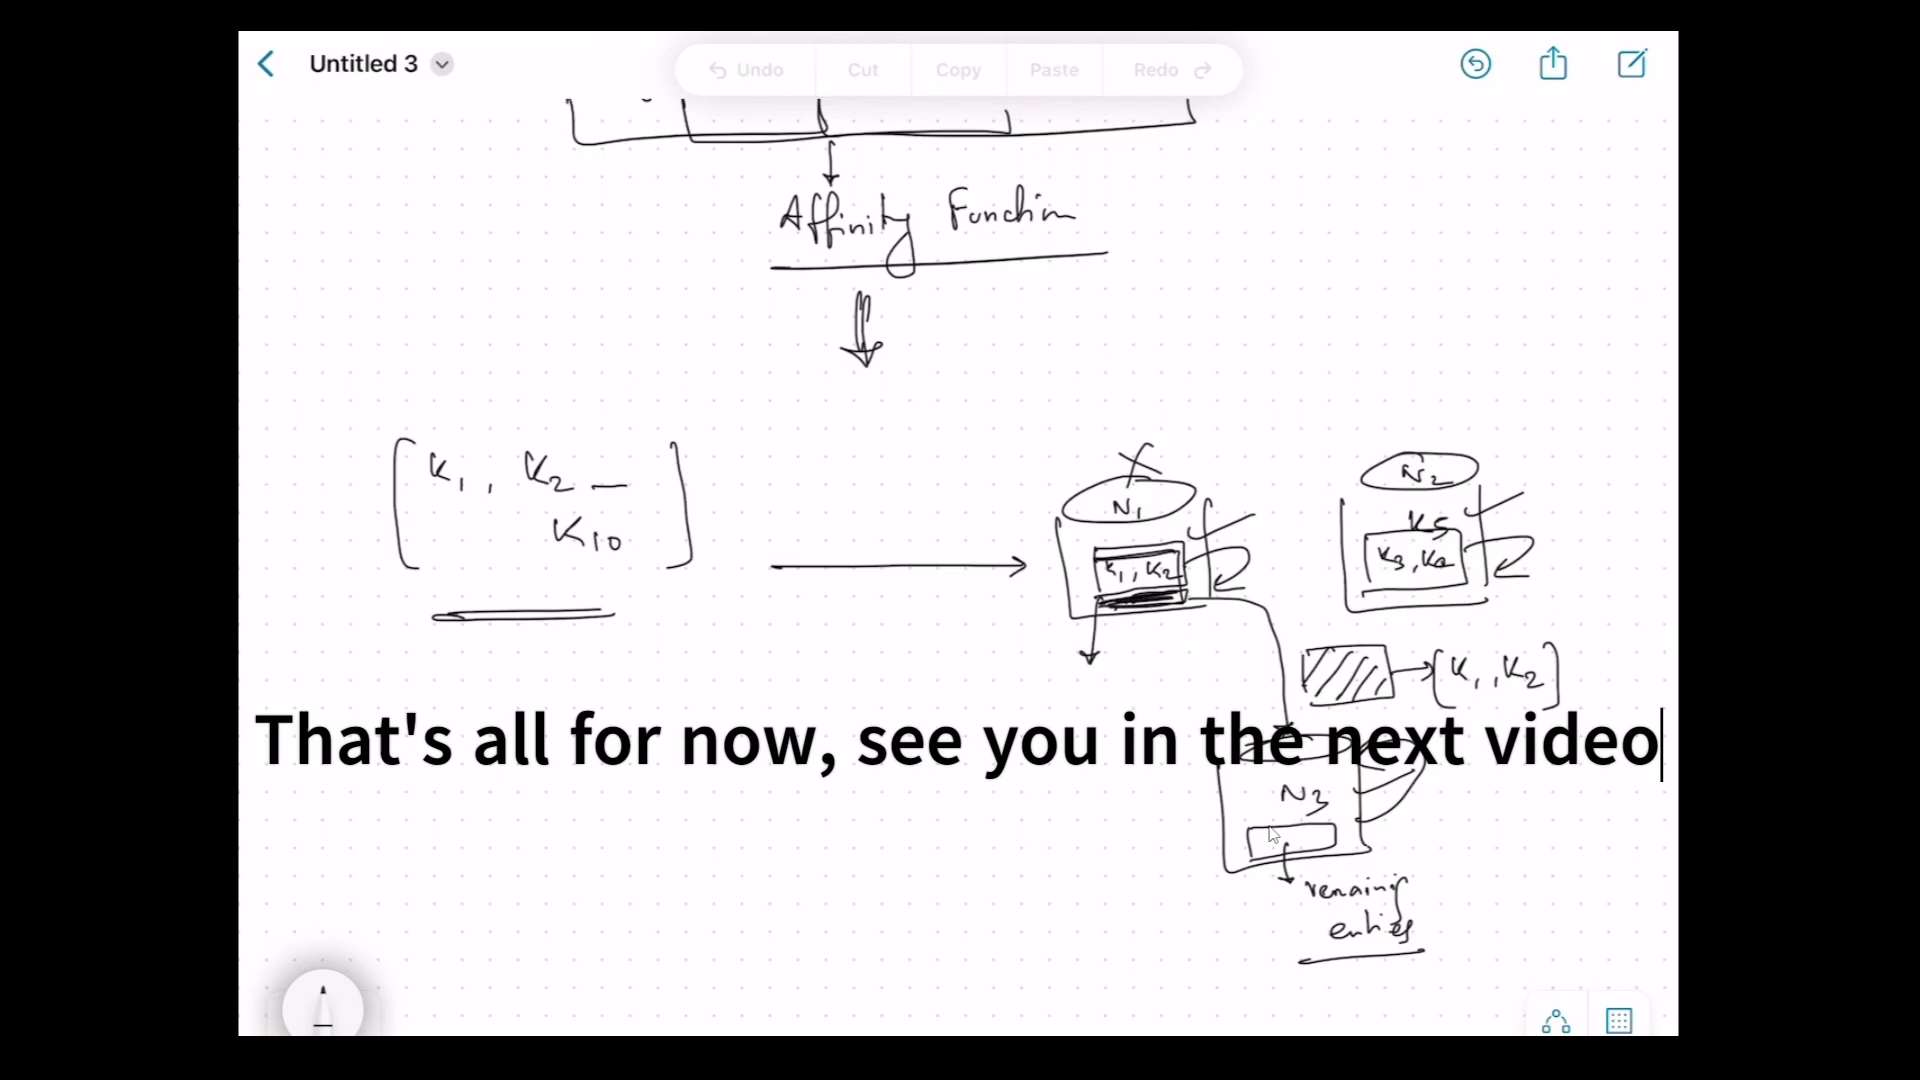 Untitled 3
Undo Cut Copy Paste Redo
Affinity Function
K1, K2 _
K10
N1
K1, K2
N2
K5
K3, K4
[K1, K2]
That's all for now, see you in the next video
N3
remaining
entries